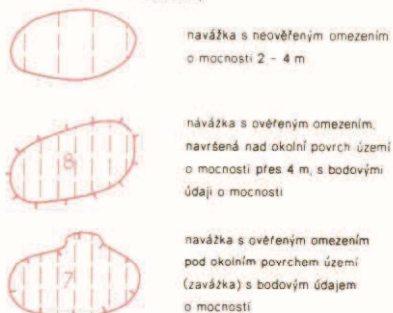 navážka s neověřeným omezením
o mocnosti 2 - 4 m
8
navážka s ověřeným omezením,
navršená nad okolní povrch území
o mocnosti přes 4 m, s bodovými
údaji o mocnosti
7
navážka s ověřeným omezením
pod okolním povrchem území
(zavážka) s bodovým údajem
o mocnosti